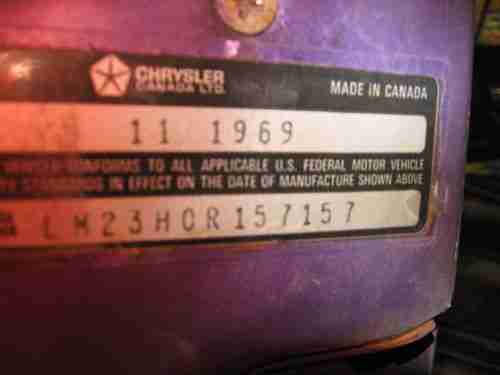 CHRYSLER
CANADA LTD.
MADE IN CANADA
11 1969
CONFORMS TO ALL APPLICABLE U.S. FEDERAL MOTOR VEHICLE
STANDARDS IN EFFECT ON THE DATE OF MANUFACTURE SHOWN ABOVE
LM23H0R157157